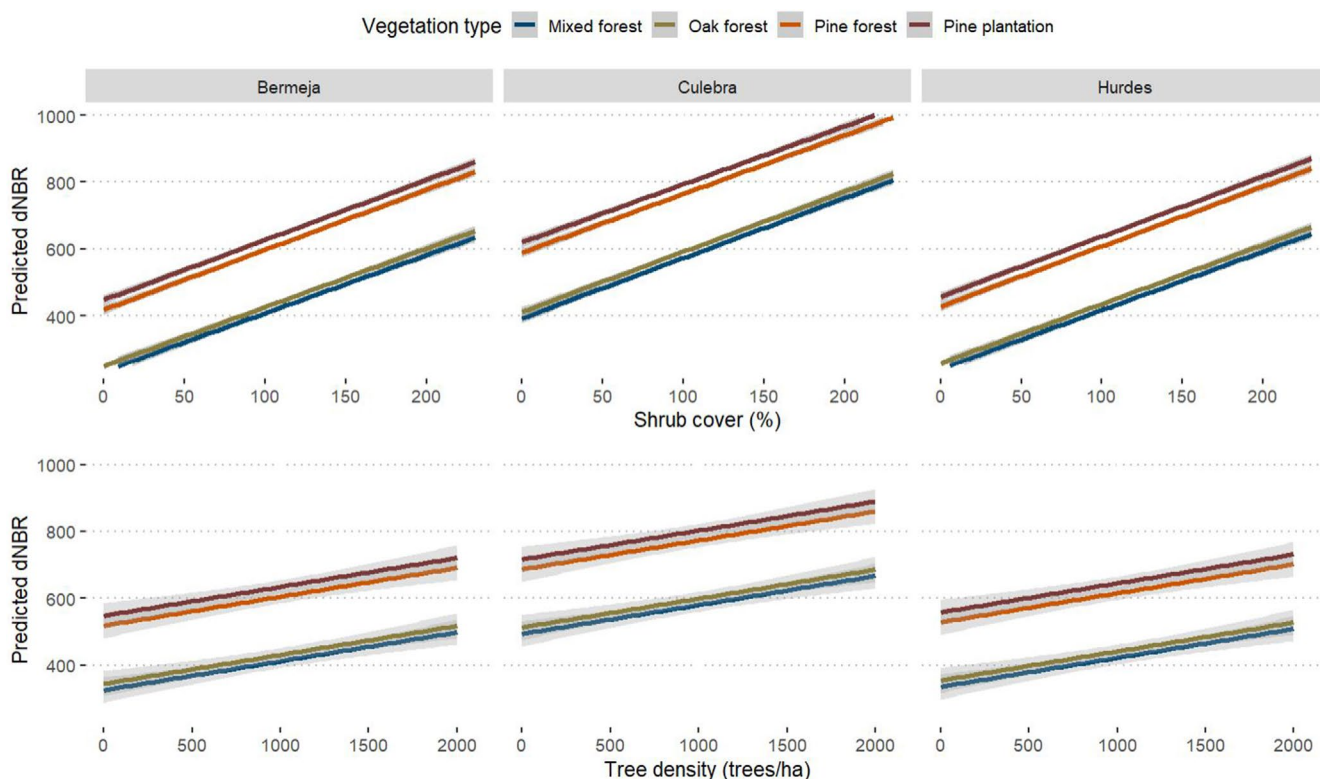 Vegetation type Mixed forest Oak forest Pine forest Pine plantation
Bermeja Culebra Hurdes
1000
800
600
400
Predicted dNBR
0 50 100 150 200 0 50 100 150 200 0 50 100 150 200
Shrub cover (%)
1000
800
600
400
Predicted dNBR
0 500 1000 1500 2000 0 500 1000 1500 2000 0 500 1000 1500 2000
Tree density (trees/ha)